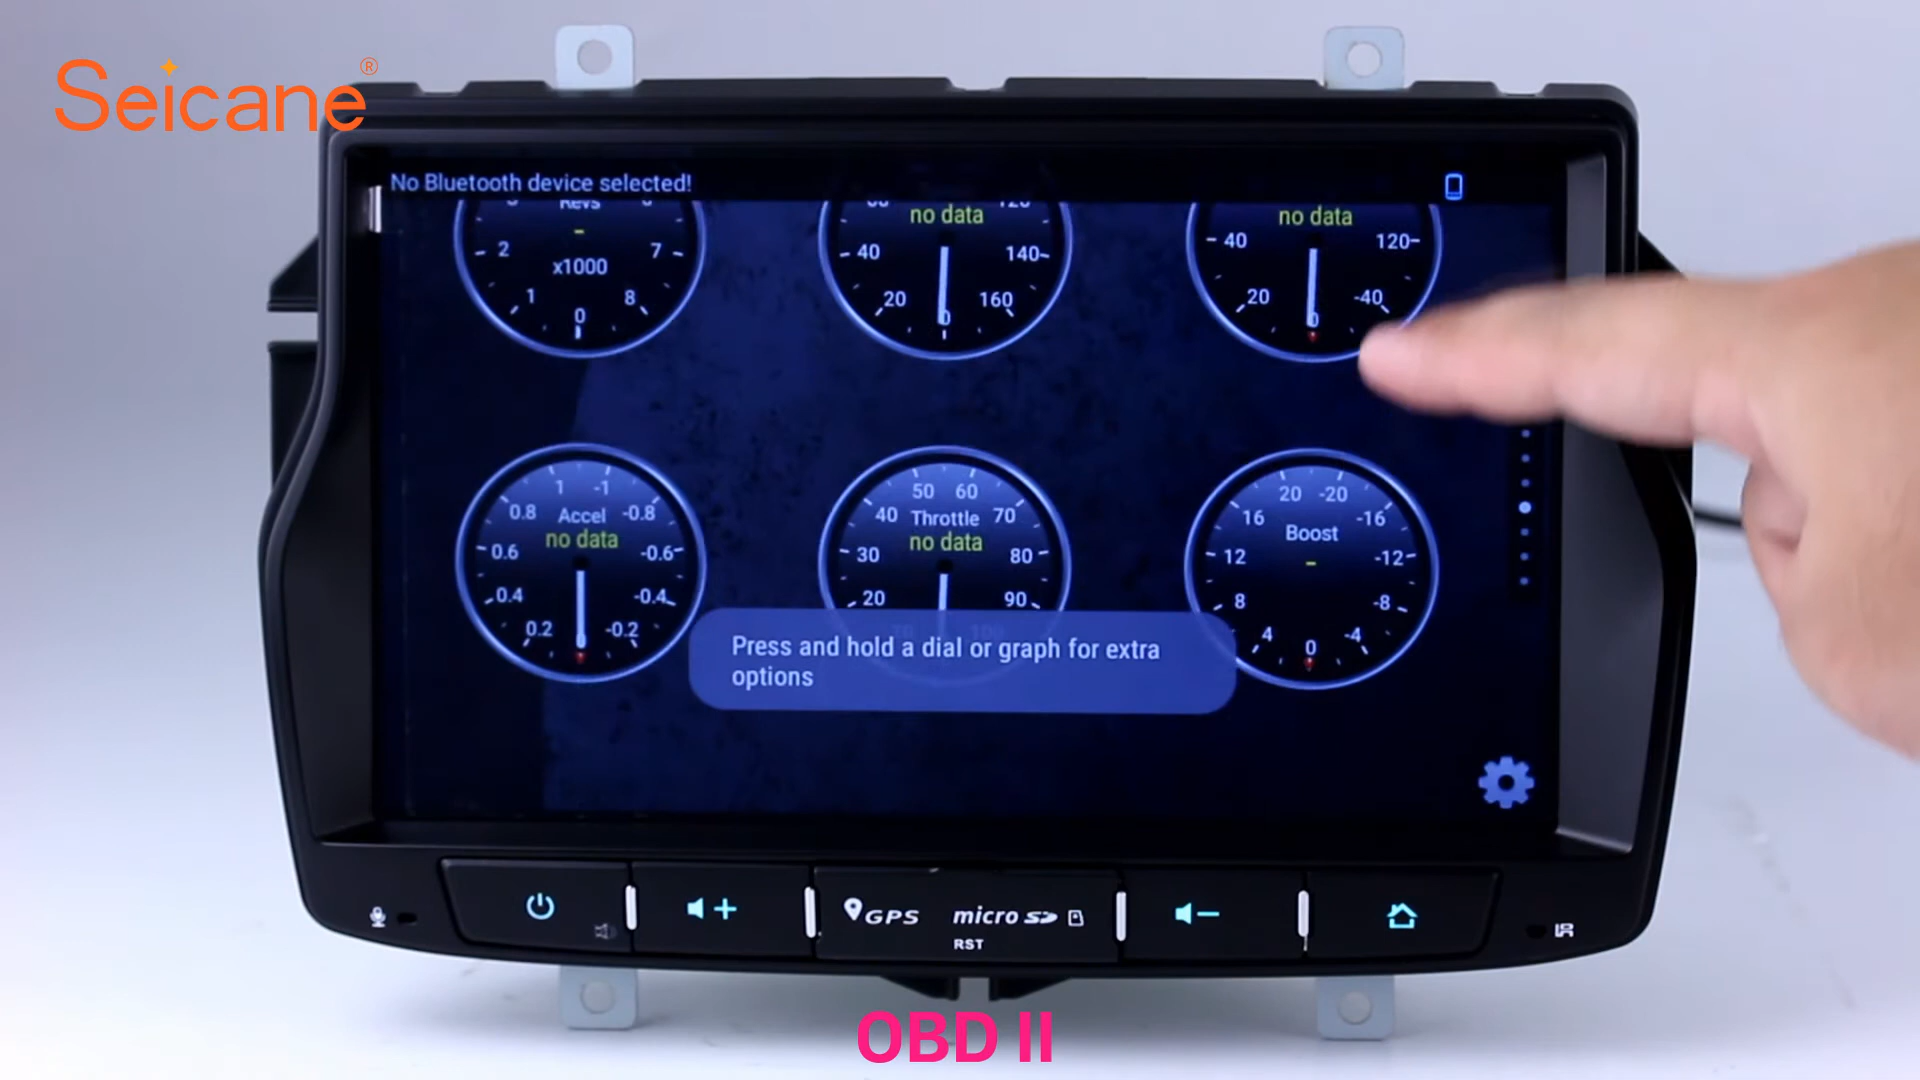 Seicane®
No Bluetooth device selected!
Revs
2 - 7
x1000
1 8
0
no data
40 140
20 160
0
no data
40 120
20 -40
0
1 -1
0.8 Accel -0.8
no data
0.6 -0.6
0.4 -0.4
0.2 -0.2
0
50 60
40 Throttle 70
no data
30 80
20 90
20 -20
16 -16
Boost
12 - -12
8 -8
4 -4
0
Press and hold a dial or graph for extra
options
GPS micro SD
RST
OBD II